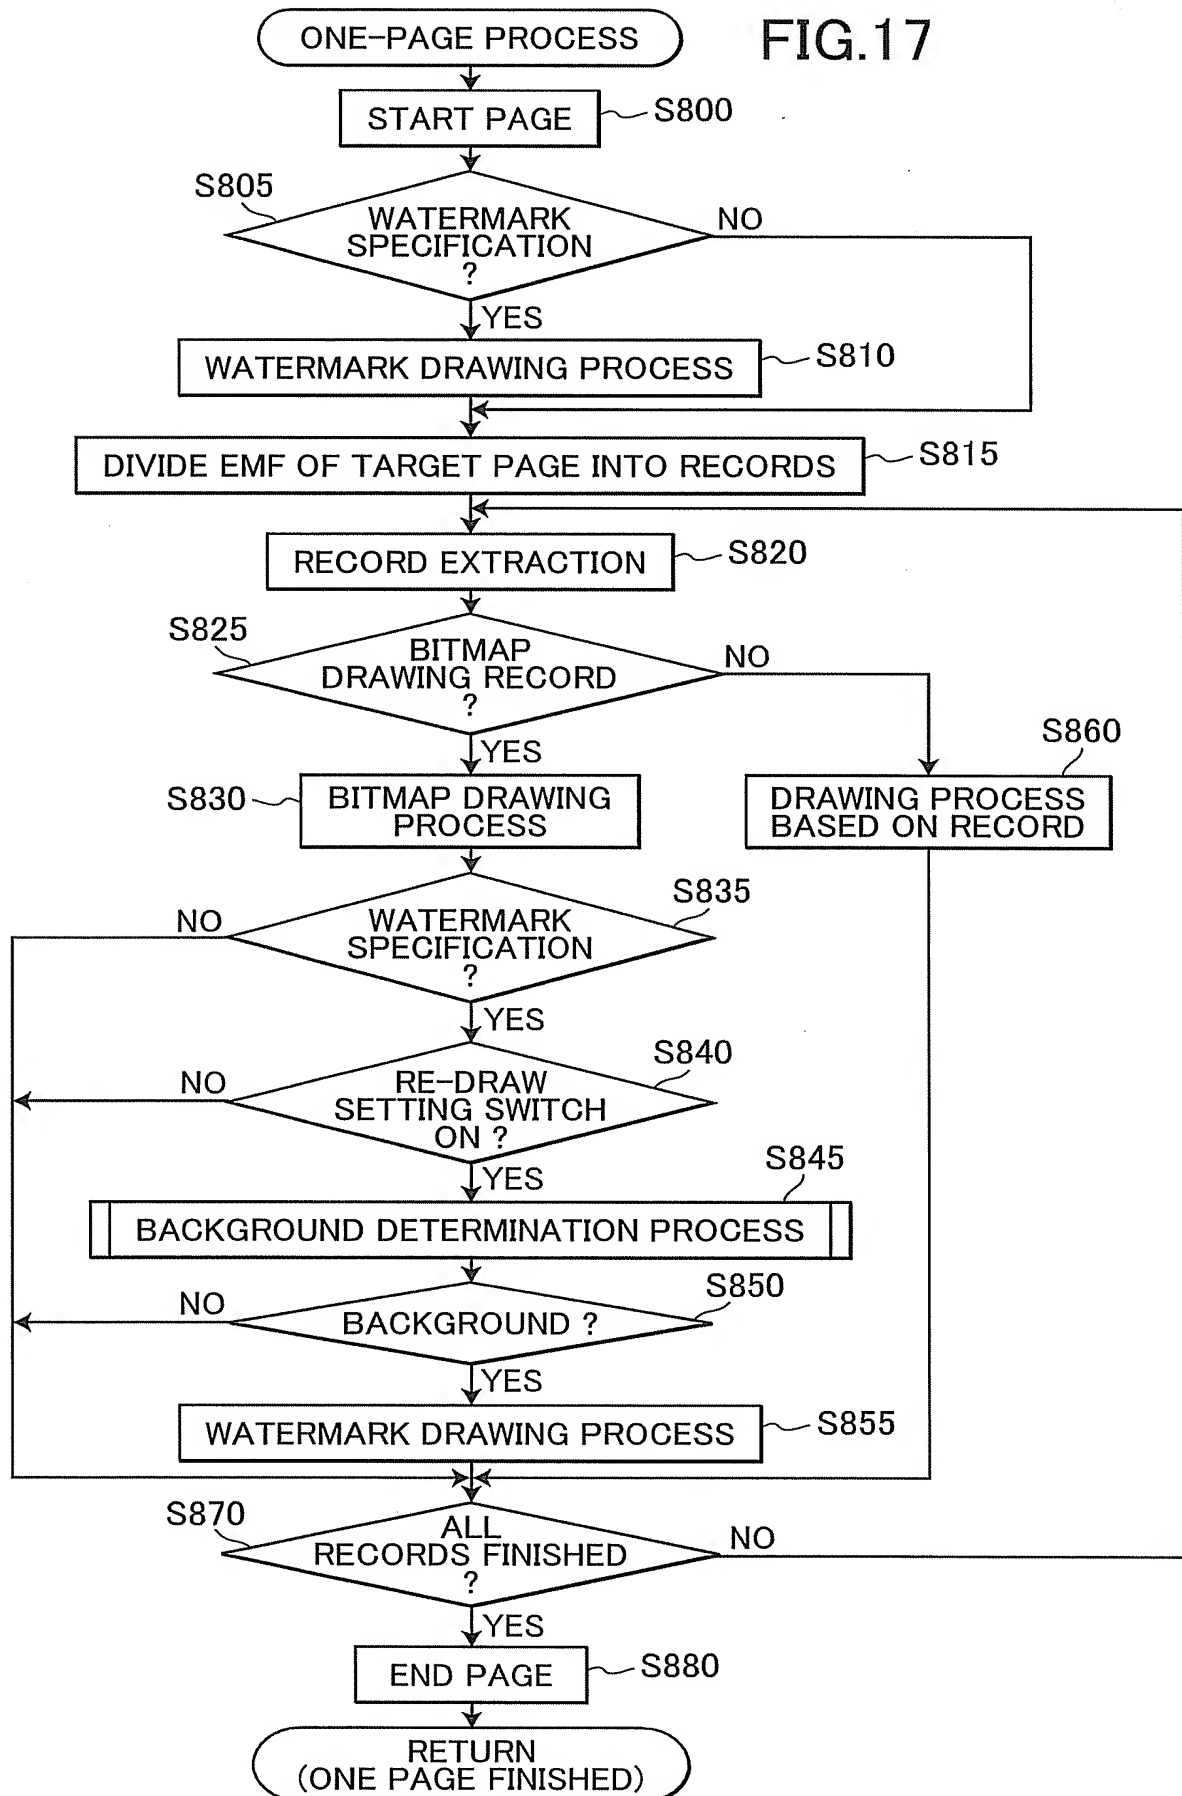 ONE-PAGE PROCESS
FIG.17
START PAGE
S800
S805
WATERMARK
SPECIFICATION
?
NO
YES
WATERMARK DRAWING PROCESS
S810
DIVIDE EMF OF TARGET PAGE INTO RECORDS
S815
RECORD EXTRACTION
S820
S825
BITMAP
DRAWING RECORD
?
NO
YES
S830
BITMAP DRAWING
PROCESS
S860
DRAWING PROCESS
BASED ON RECORD
S835
NO
WATERMARK
SPECIFICATION
?
YES
S840
NO
RE-DRAW
SETTING SWITCH
ON ?
YES
S845
BACKGROUND DETERMINATION PROCESS
S850
NO
BACKGROUND ?
YES
WATERMARK DRAWING PROCESS
S855
S870
ALL
RECORDS FINISHED
?
NO
YES
END PAGE
S880
RETURN
(ONE PAGE FINISHED)